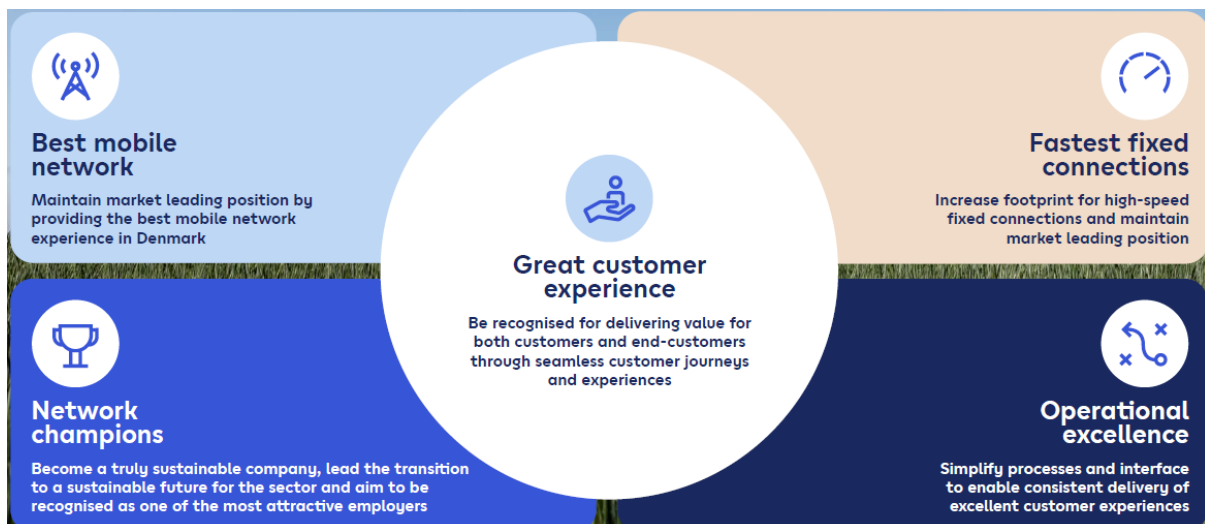 Best mobile
network
Maintain market leading position by
providing the best mobile network
experience in Denmark
Fastest fixed
connections
Increase footprint for high-speed
fixed connections and maintain
market leading position
Great customer
experience
Be recognised for delivering value for
both customers and end-customers
through seamless customer journeys
and experiences
Network
champions
Become a truly sustainable company, lead the transition
to a sustainable future for the sector and aim to be
recognised as one of the most attractive employers
Operational
excellence
Simplify processes and interface
to enable consistent delivery of
excellent customer experiences